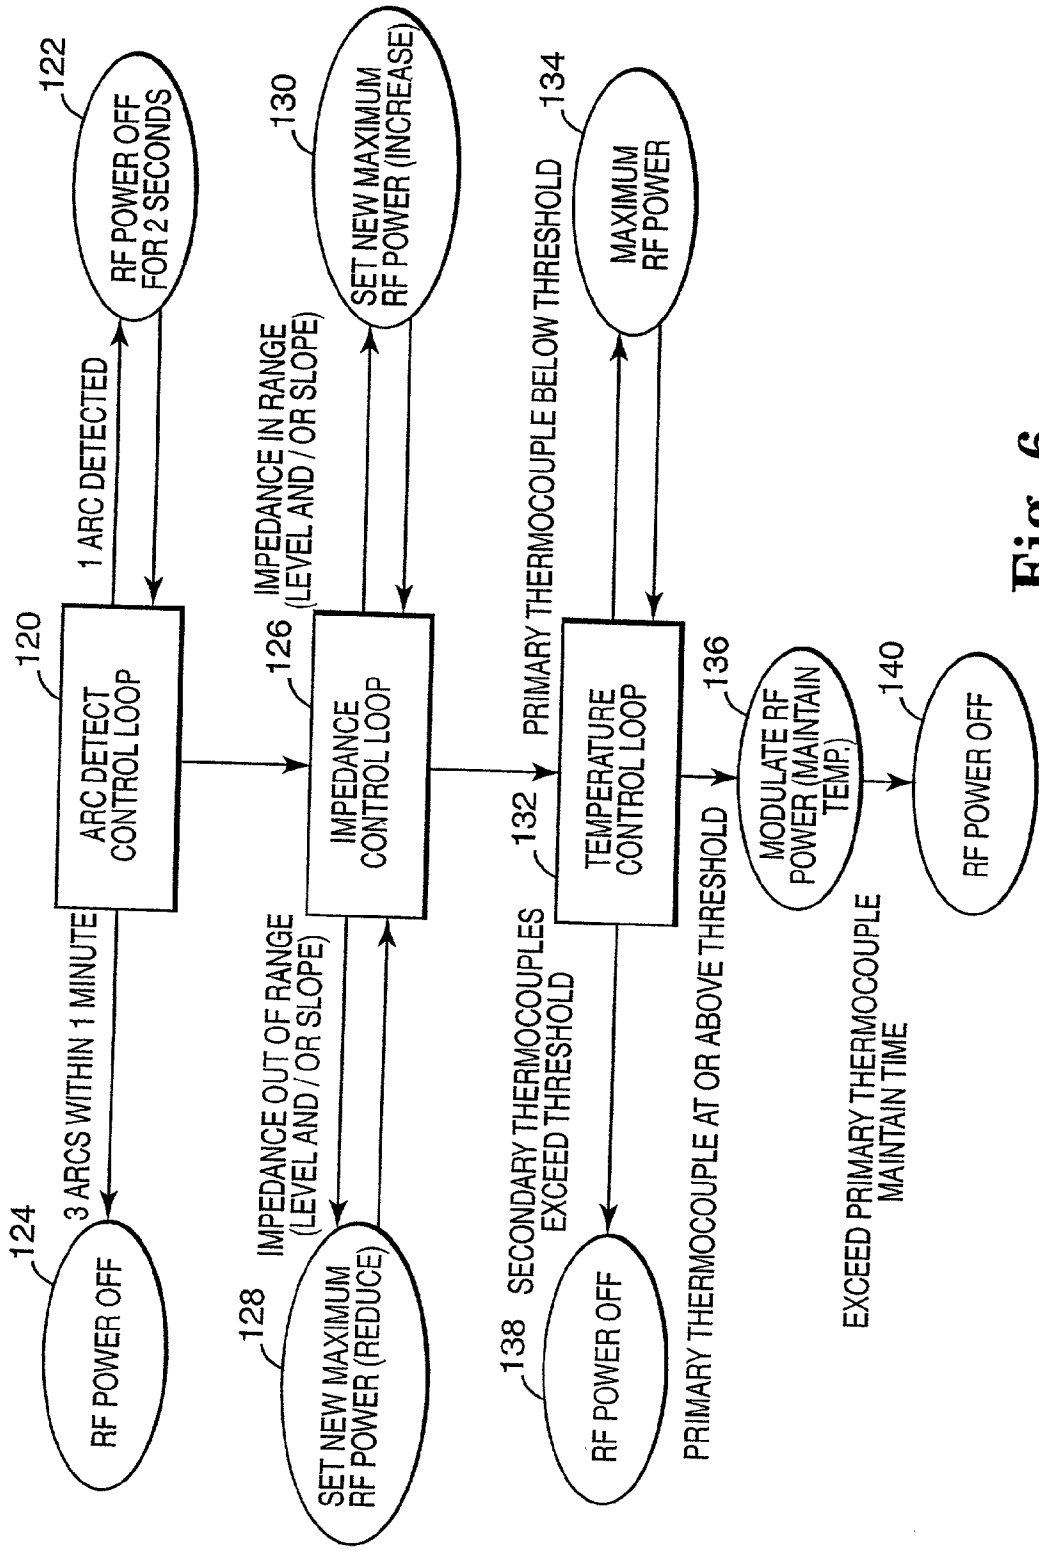 120
122
124
3 ARCS WITHIN 1 MINUTE
1 ARC DETECTED
RF POWER OFF
ARC DETECT
CONTROL LOOP
RF POWER OFF
FOR 2 SECONDS
128
126
130
IMPEDANCE OUT OF RANGE
(LEVEL AND / OR SLOPE)
IMPEDANCE IN RANGE
(LEVEL AND / OR SLOPE)
SET NEW MAXIMUM
RF POWER (REDUCE)
IMPEDANCE
CONTROL LOOP
SET NEW MAXIMUM
RF POWER (INCREASE)
138
SECONDARY THERMOCOUPLES
EXCEED THRESHOLD
132
PRIMARY THERMOCOUPLE BELOW THRESHOLD
134
RF POWER OFF
TEMPERATURE
CONTROL LOOP
MAXIMUM
RF POWER
PRIMARY THERMOCOUPLE AT OR ABOVE THRESHOLD
136
MODULATE RF
POWER (MAINTAIN
TEMP.)
EXCEED PRIMARY THERMOCOUPLE
MAINTAIN TIME
140
RF POWER OFF
Fig. 6